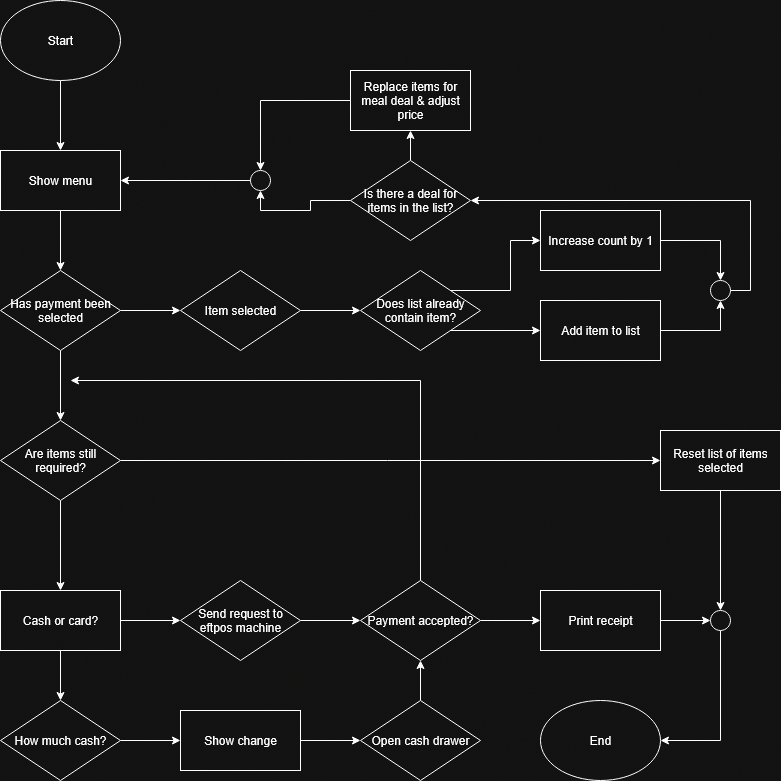 Start
Replace items for
meal deal & adjust
price
Show menu
Is there a deal for
items in the list?
Increase count by 1
Has payment been
selected
Item selected
Does list already
contain item?
Add item to list
Are items still
required?
Reset list of items
selected
Cash or card?
Send request to
eftpos machine
Payment accepted?
Print receipt
How much cash?
Show change
Open cash drawer
End